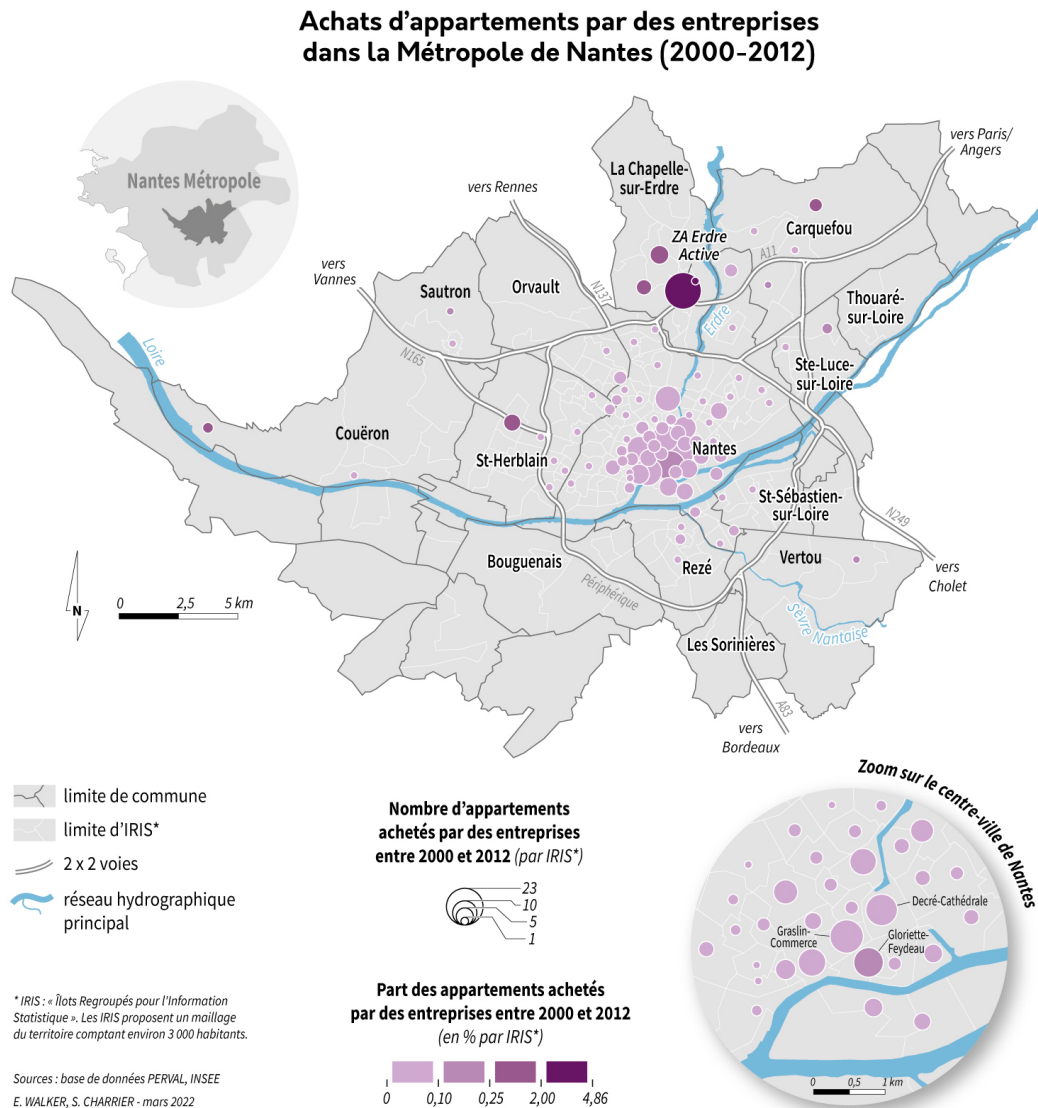 Achats d'appartements par des entreprises
dans la Métropole de Nantes (2000-2012)
Nantes Métropole
vers Paris/
Angers
La Chapelle-
sur-Erdre
vers Rennes
Carquefou
ZA Erdre
Active
A11
vers
Vannes
Sautron
Orvault
N137
Thouaré-
sur-Loire
Erdre
Loire
N165
Ste-Luce-
sur-Loire
Couëron
St-Herblain
Nantes
St-Sébastien-
sur-Loire
N249
Bouguenais
Rezé
Vertou
vers
Cholet
Périphérique
N
0 2,5 5 km
Sèvre Nantaise
Les Sorinières
A83
vers
Bordeaux
limite de commune
limite d'IRIS*
2 x 2 voies
réseau hydrographique
principal
Nombre d'appartements
achetés par des entreprises
entre 2000 et 2012 (par IRIS*)
23
10
5
1
Part des appartements achetés
par des entreprises entre 2000 et 2012
(en % par IRIS*)
0 0,10 0,25 2,00 4,86
Zoom sur le centre-ville de Nantes
Decré-Cathédrale
Graslin-
Commerce
Gloriette-
Feydeau
0 0,5 1 km
* IRIS : « Îlots Regroupés pour l'Information
Statistique ». Les IRIS proposent un maillage
du territoire comptant environ 3 000 habitants.
Sources : base de données PERVAL, INSEE
E. WALKER, S. CHARRIER - mars 2022